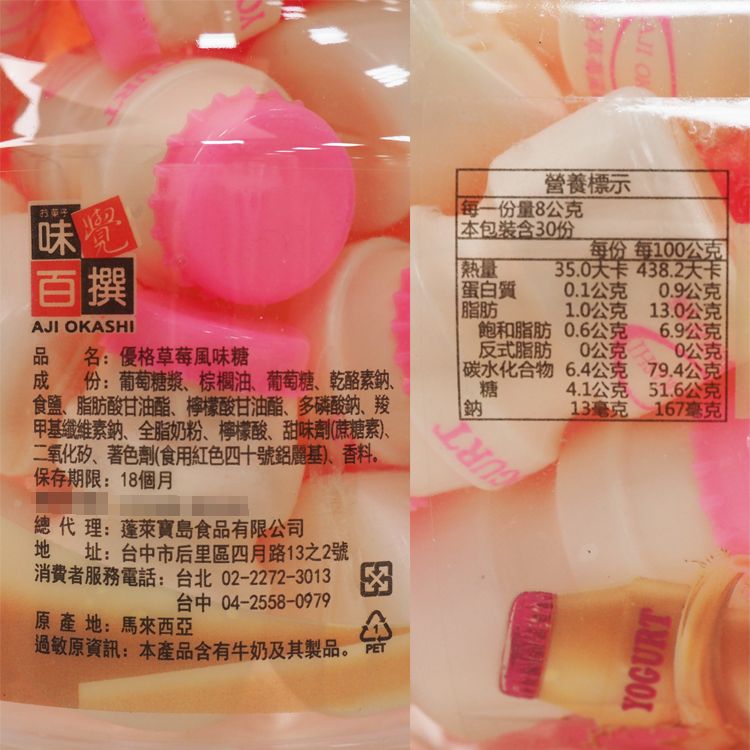 お菓子
味覺
百撰
AJI OKASHI
品　　名：優格草莓風味糖
成　　份：葡萄糖漿、棕櫚油、葡萄糖、乾酪素鈉、
食鹽、脂肪酸甘油酯、檸檬酸甘油酯、多磷酸鈉、羧
甲基纖維素鈉、全脂奶粉、檸檬酸、甜味劑(蔗糖素)、
二氧化矽、著色劑(食用紅色四十號鋁麗基)、香料。
保存期限：18個月
總 代 理：蓬萊寶島食品有限公司
地　　址：台中市后里區四月路13之2號
消費者服務電話：台北 02-2272-3013
台中 04-2558-0979
原 產 地：馬來西亞
過敏原資訊：本產品含有牛奶及其製品。
1
PET
營養標示
每一份量8公克
本包裝含30份
每份 每100公克
熱量 35.0大卡 438.2大卡
蛋白質 0.1公克 0.9公克
脂肪 1.0公克 13.0公克
飽和脂肪 0.6公克 6.9公克
反式脂肪 0公克 0公克
碳水化合物 6.4公克 79.4公克
糖 4.1公克 51.6公克
鈉 13毫克 167毫克
YOGURT